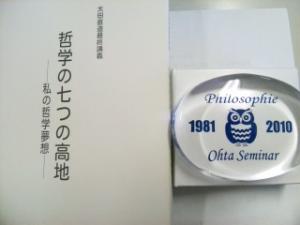 太田直道最終講義
哲学の七つの高地
——私の哲学夢想——
Philosophie
1981 2010
Ohta Seminar